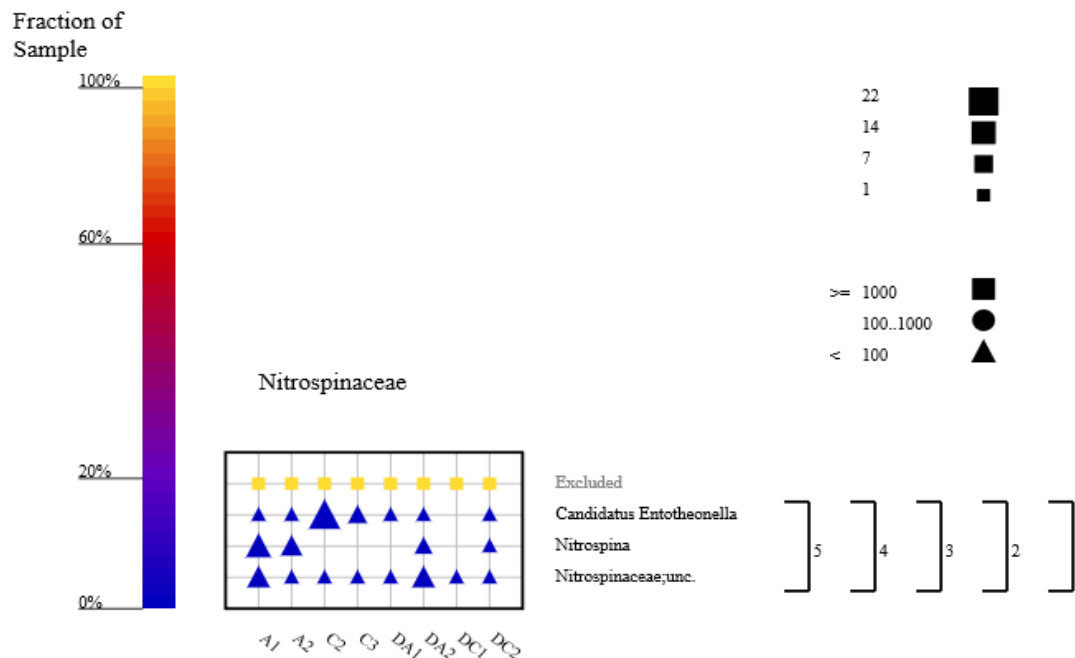 Fraction of
Sample
100%
60%
20%
0%
22
14
7
1
>= 1000
100..1000
< 100
Nitrospinaceae
Excluded
Candidatus Entotheonella
Nitrospina
Nitrospinaceae;unc.
5 4 3 2
A1 A2 C2 C3 DA1 DA2 DC1 DC2